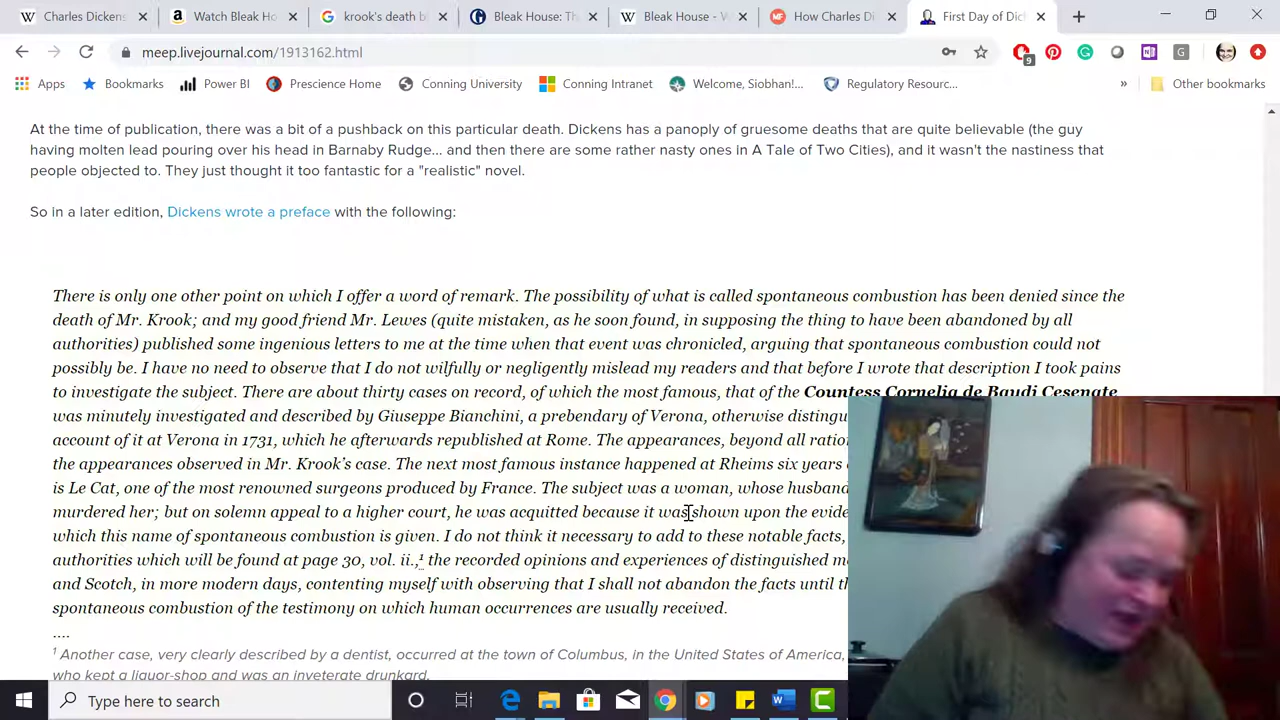 Charles Dickens'
Watch Bleak Ho
krook's death b
Bleak House: Th
Bleak House - W
How Charles Di
First Day of Dic
meep.livejournal.com/1913162.html
9
Apps
Bookmarks
Power BI
Prescience Home
Conning University
Conning Intranet
Welcome, Siobhan!...
Regulatory Resourc...
»
Other bookmarks
At the time of publication, there was a bit of a pushback on this particular death. Dickens has a panoply of gruesome deaths that are quite believable (the guy
having molten lead pouring over his head in Barnaby Rudge... and then there are some rather nasty ones in A Tale of Two Cities), and it wasn't the nastiness that
people objected to. They just thought it too fantastic for a "realistic" novel.
So in a later edition, Dickens wrote a preface with the following:
There is only one other point on which I offer a word of remark. The possibility of what is called spontaneous combustion has been denied since the
death of Mr. Krook; and my good friend Mr. Lewes (quite mistaken, as he soon found, in supposing the thing to have been abandoned by all
authorities) published some ingenious letters to me at the time when that event was chronicled, arguing that spontaneous combustion could not
possibly be. I have no need to observe that I do not wilfully or negligently mislead my readers and that before I wrote that description I took pains
to investigate the subject. There are about thirty cases on record, of which the most famous, that of the Countess Cornelia de Baudi Cesenate
was minutely investigated and described by Giuseppe Bianchini, a prebendary of Verona, otherwise distingu
account of it at Verona in 1731, which he afterwards republished at Rome. The appearances, beyond all ration
the appearances observed in Mr. Krook's case. The next most famous instance happened at Rheims six years
is Le Cat, one of the most renowned surgeons produced by France. The subject was a woman, whose husband
murdered her; but on solemn appeal to a higher court, he was acquitted because it was shown upon the evide
which this name of spontaneous combustion is given. I do not think it necessary to add to these notable facts,
authorities which will be found at page 30, vol. ii.,¹ the recorded opinions and experiences of distinguished m
and Scotch, in more modern days, contenting myself with observing that I shall not abandon the facts until th
spontaneous combustion of the testimony on which human occurrences are usually received.
....
¹ Another case, very clearly described by a dentist, occurred at the town of Columbus, in the United States of America,
who kept a liquor-shop and was an inveterate drunkard.
Type here to search